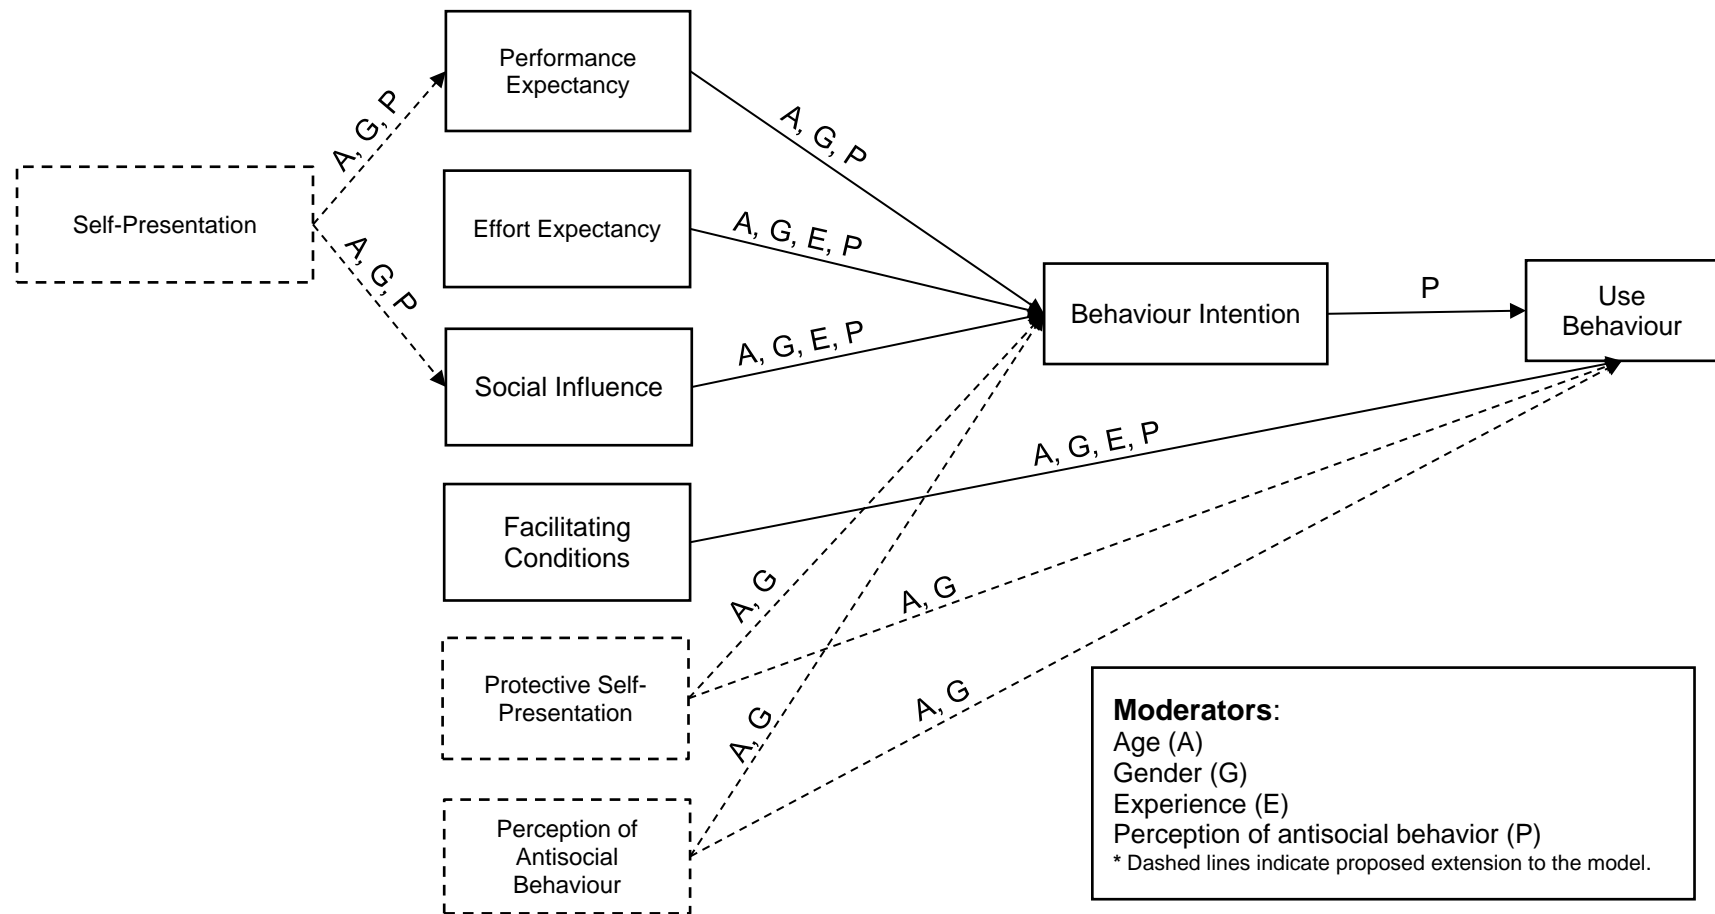 Performance
Expectancy
A, G, P
A, G, P
Self-Presentation
Effort Expectancy
A, G, E, P
A, G, P
Behaviour Intention
P
Use
Behaviour
Social Influence
A, G, E, P
A, G, E, P
Facilitating
Conditions
A, G
A, G
Protective Self-
Presentation
A, G
A, G
Perception of
Antisocial
Behaviour
Moderators:
Age (A)
Gender (G)
Experience (E)
Perception of antisocial behavior (P)
* Dashed lines indicate proposed extension to the model.